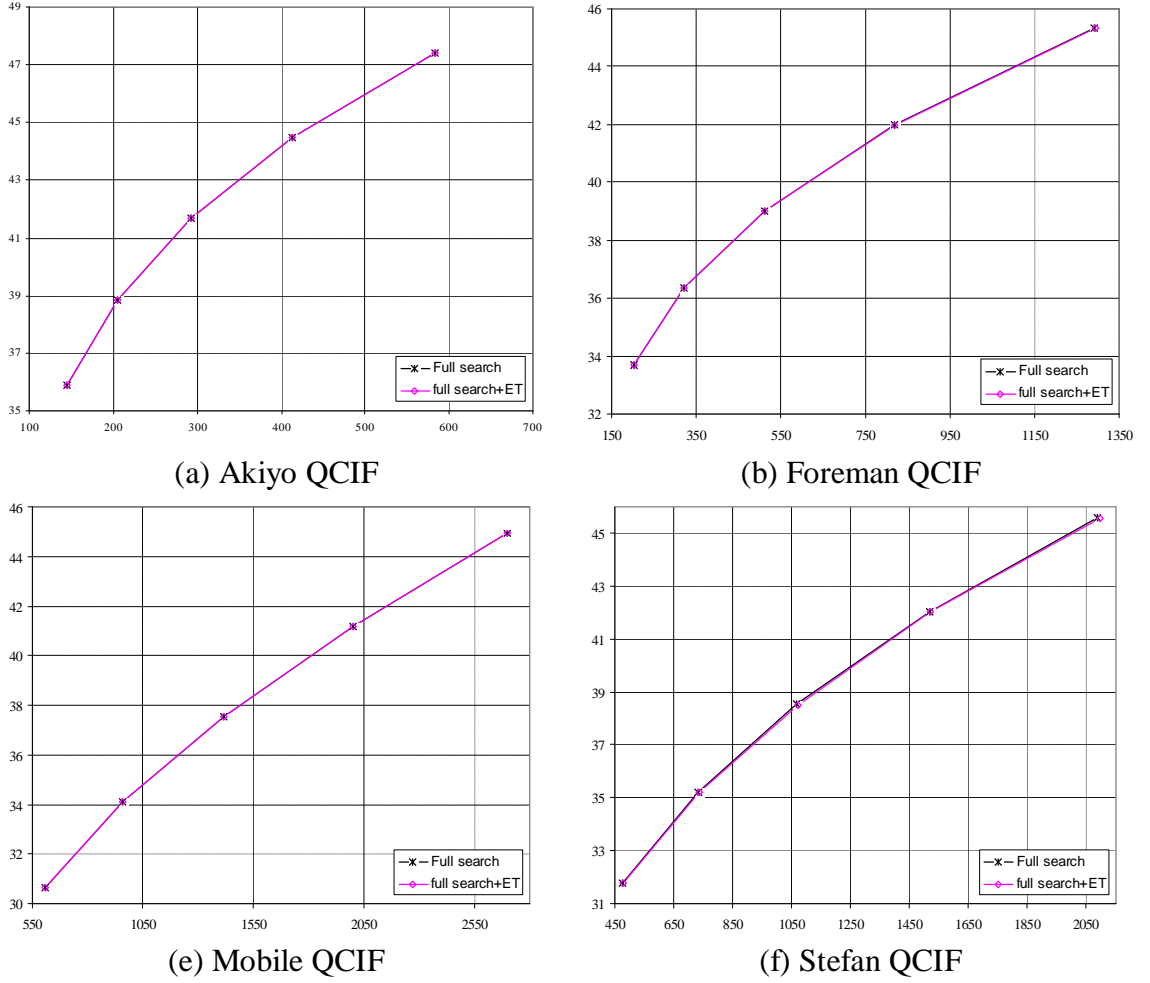 49
47
45
43
41
39
37
35
100 200 300 400 500 600 700
Full search
full search+ET
(a) Akiyo QCIF
46
44
42
40
38
36
34
32
150 350 550 750 950 1150 1350
Full search
full search+ET
(b) Foreman QCIF
46
44
42
40
38
36
34
32
30
550 1050 1550 2050 2550
Full search
full search+ET
(e) Mobile QCIF
45
43
41
39
37
35
33
31
450 650 850 1050 1250 1450 1650 1850 2050
Full search
full search+ET
(f) Stefan QCIF